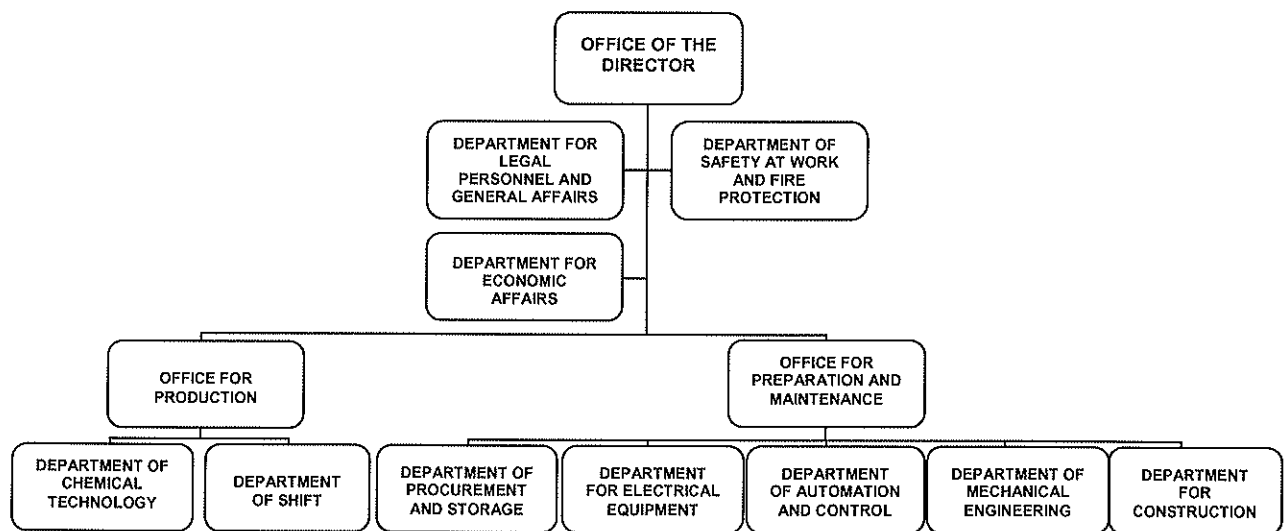 OFFICE OF THE
DIRECTOR
DEPARTMENT FOR
LEGAL
PERSONNEL AND
GENERAL AFFAIRS
DEPARTMENT OF
SAFETY AT WORK
AND FIRE
PROTECTION
DEPARTMENT FOR
ECONOMIC
AFFAIRS
OFFICE FOR
PRODUCTION
OFFICE FOR
PREPARATION AND
MAINTENANCE
DEPARTMENT OF
CHEMICAL
TECHNOLOGY
DEPARTMENT
OF SHIFT
DEPARTMENT OF
PROCUREMENT
AND STORAGE
DEPARTMENT
FOR ELECTRICAL
EQUIPMENT
DEPARTMENT
OF AUTOMATION
AND CONTROL
DEPARTMENT OF
MECHANICAL
ENGINEERING
DEPARTMENT
FOR
CONSTRUCTION